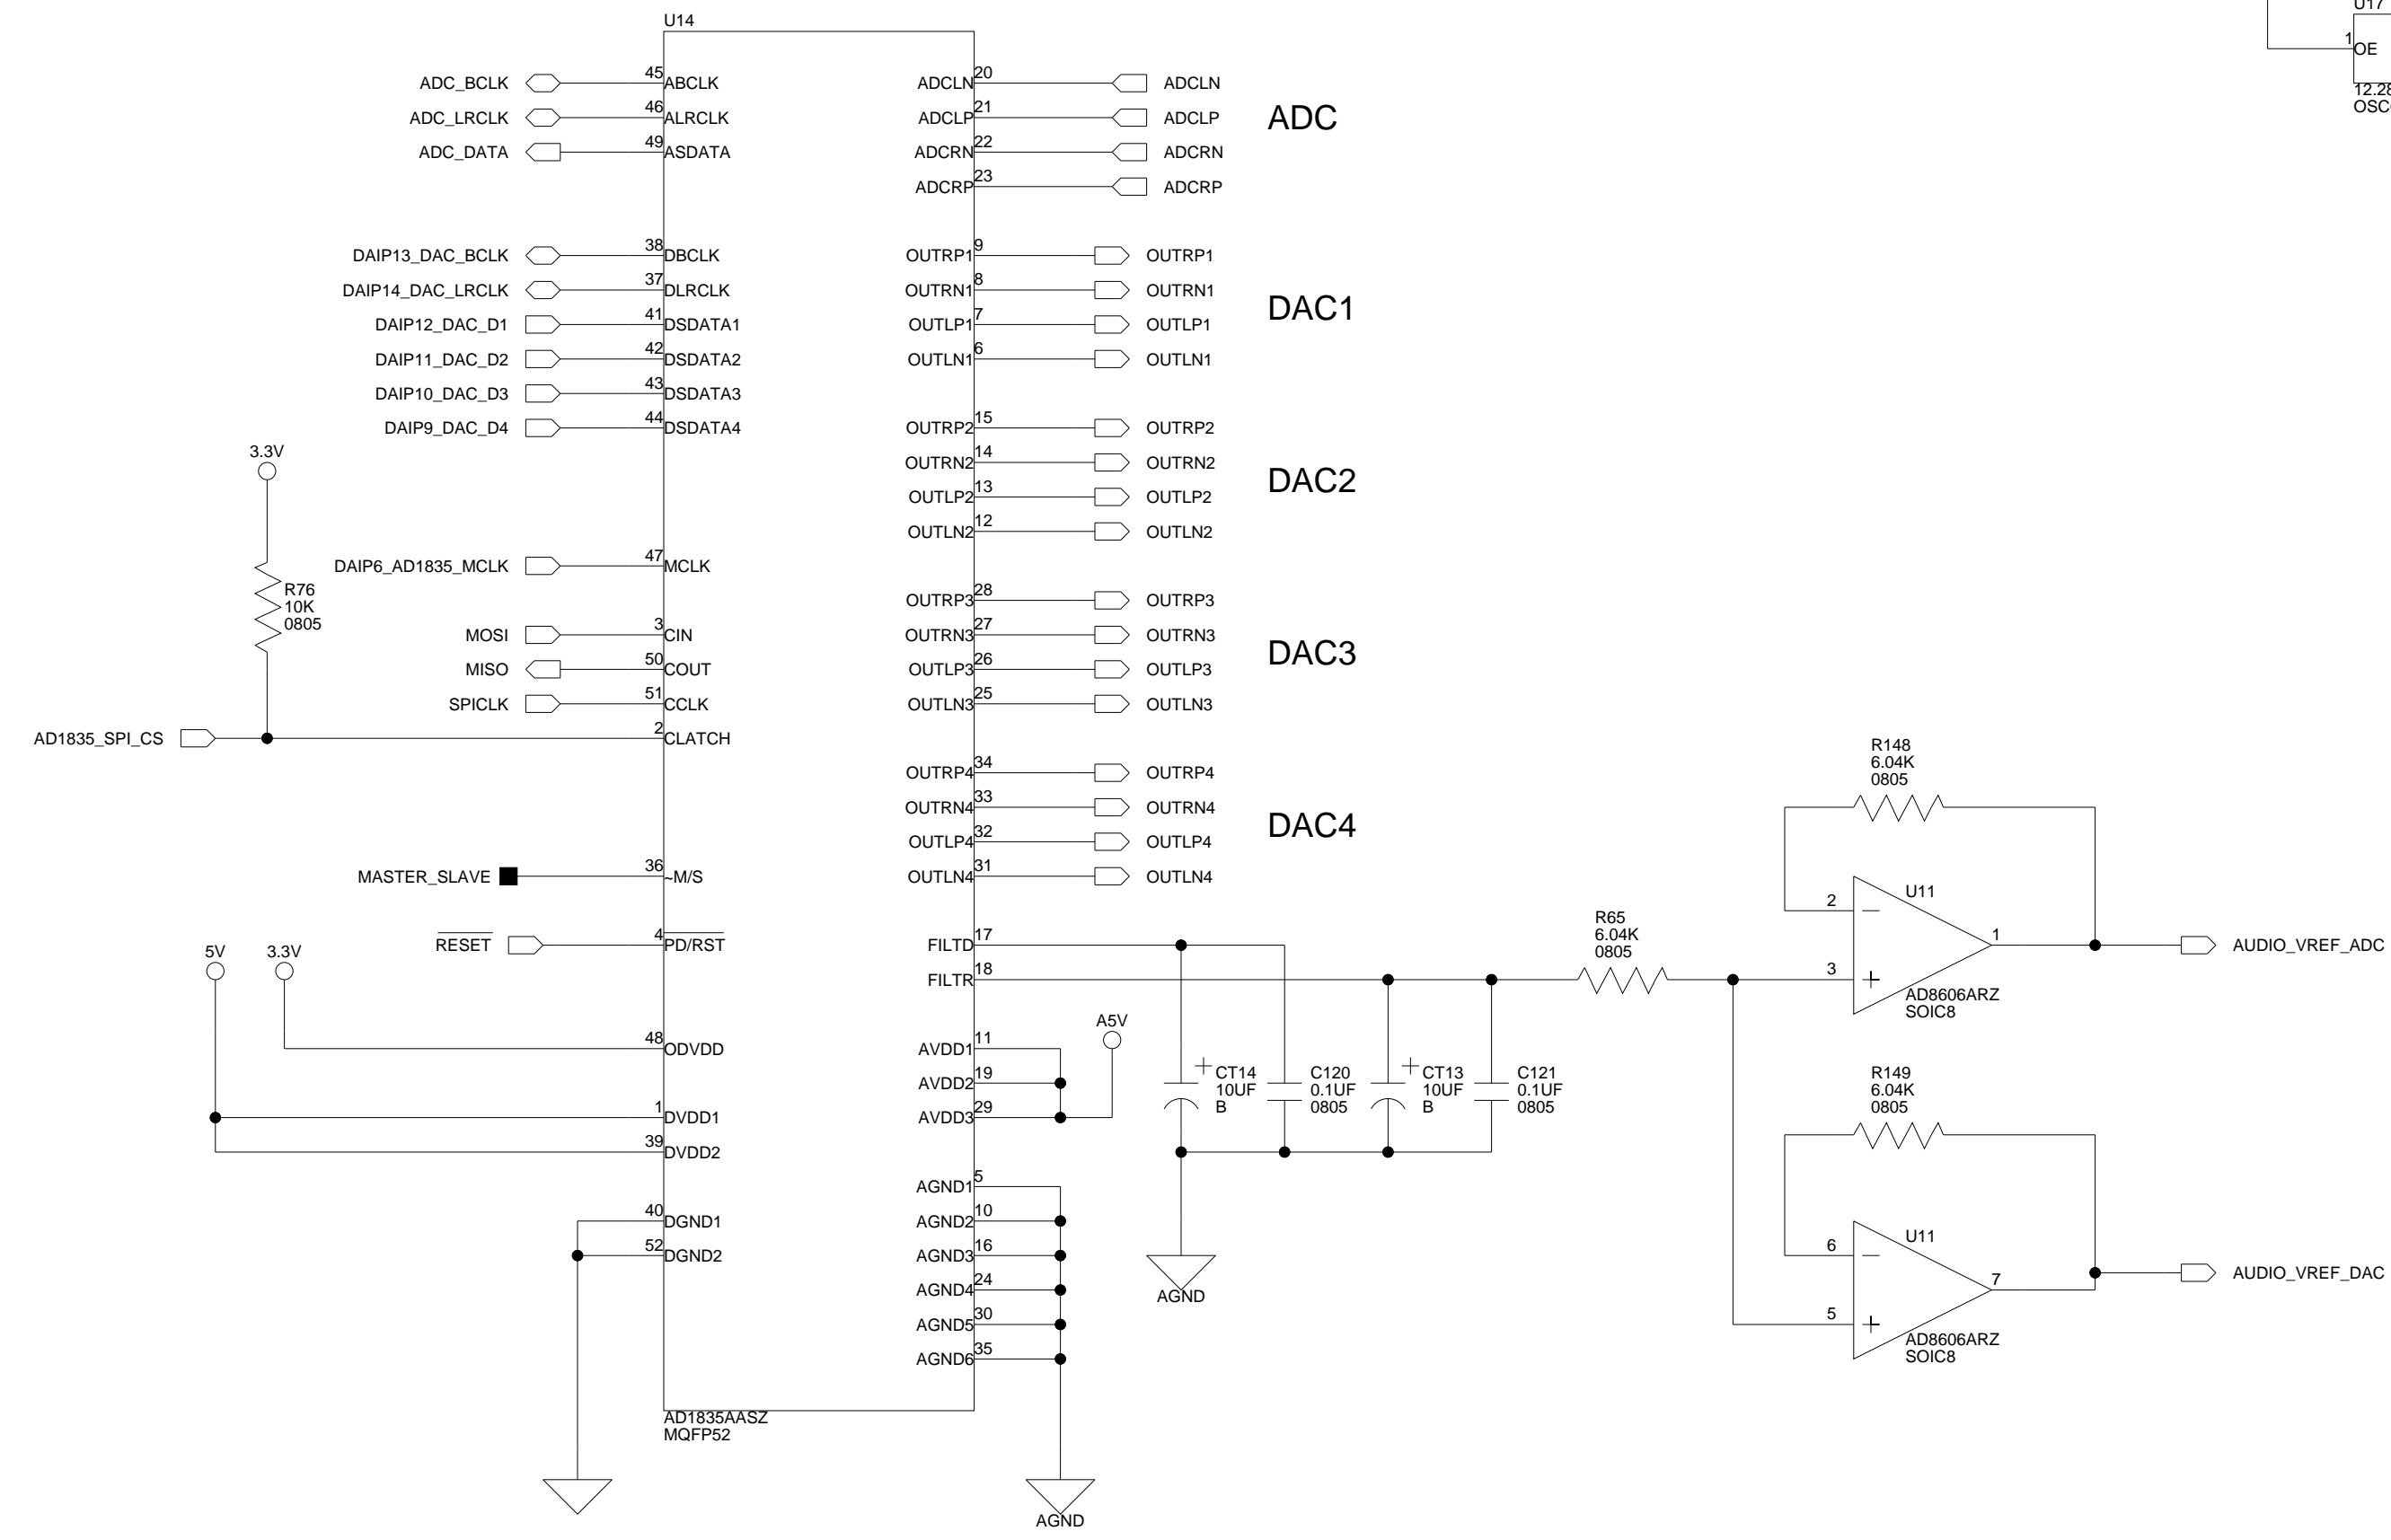 U14
U17
1
OE
12.28
OSC
ADC_BCLK 45 ABCLK ADCLN 20 ADCLN
ADC_LRCLK 46 ALRCLK ADCLP 21 ADCLP
ADC
ADC_DATA 49 ASDATA ADCRN 22 ADCRN
ADCRP 23 ADCRP
DAIP13_DAC_BCLK 38 DBCLK OUTRP1 9 OUTRP1
DAIP14_DAC_LRCLK 37 DLRCLK OUTRN1 8 OUTRN1
DAC1
DAIP12_DAC_D1 41 DSDATA1 OUTLP1 7 OUTLP1
DAIP11_DAC_D2 42 DSDATA2 OUTLN1 6 OUTLN1
DAIP10_DAC_D3 43 DSDATA3
DAIP9_DAC_D4 44 DSDATA4 OUTRP2 15 OUTRP2
3.3V
OUTRN2 14 OUTRN2
DAC2
OUTLP2 13 OUTLP2
OUTLN2 12 OUTLN2
DAIP6_AD1835_MCLK 47 MCLK
R76
10K
0805
OUTRP3 28 OUTRP3
MOSI 3 CIN OUTRN3 27 OUTRN3
DAC3
MISO 50 COUT OUTLP3 26 OUTLP3
SPICLK 51 CCLK OUTLN3 25 OUTLN3
AD1835_SPI_CS 2 CLATCH
OUTRP4 34 OUTRP4
OUTRN4 33 OUTRN4
DAC4
OUTLP4 32 OUTLP4
MASTER_SLAVE 36 ~M/S OUTLN4 31 OUTLN4
R148
6.04K
0805
U11
2
3
1
AD8606ARZ
SOIC8
AUDIO_VREF_ADC
RESET 4 PD/RST FILTD 17
FILTR 18
R65
6.04K
0805
5V 3.3V
A5V
48 ODVDD AVDD1 11
AVDD2 19
1 DVDD1 AVDD3 29
39 DVDD2
CT14
10UF
B
C120
0.1UF
0805
CT13
10UF
B
C121
0.1UF
0805
R149
6.04K
0805
U11
6
5
7
AD8606ARZ
SOIC8
AUDIO_VREF_DAC
AGND1 5
40 DGND1 AGND2 10
52 DGND2 AGND3 16
AGND4 24
AGND
AGND5 30
AGND6 35
AD1835AASZ
MQFP52
AGND